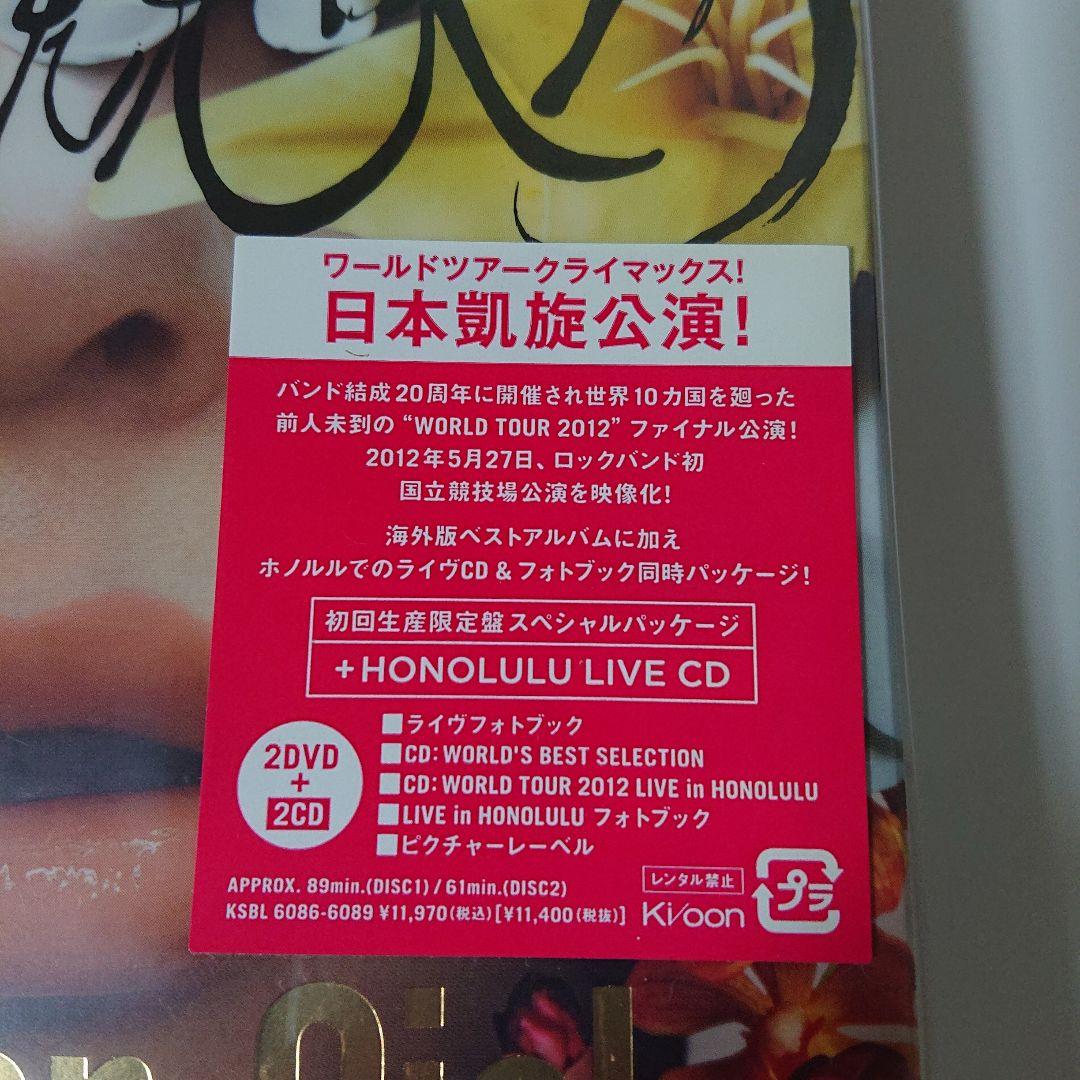 ワールドツアークライマックス!
日本凱旋公演!
バンド結成20周年に開催され世界10カ国を廻った
前人未到の“WORLD TOUR 2012”ファイナル公演!
2012年5月27日、ロックバンド初
国立競技場公演を映像化!
海外版ベストアルバムに加え
ホノルルでのライヴCD&フォトブック同時パッケージ!
初回生産限定盤スペシャルパッケージ
+HONOLULU LIVE CD
2DVD
+
2CD
■ライヴフォトブック
■CD:WORLD'S BEST SELECTION
■CD:WORLD TOUR 2012 LIVE in HONOLULU
■LIVE in HONOLULU フォトブック
■ピクチャーレーベル
APPROX. 89min.(DISC1) / 61min.(DISC2)
KSBL 6086-6089 ¥11,970(税込)[¥11,400(税抜)]
レンタル禁止
Ki/oon
プラ